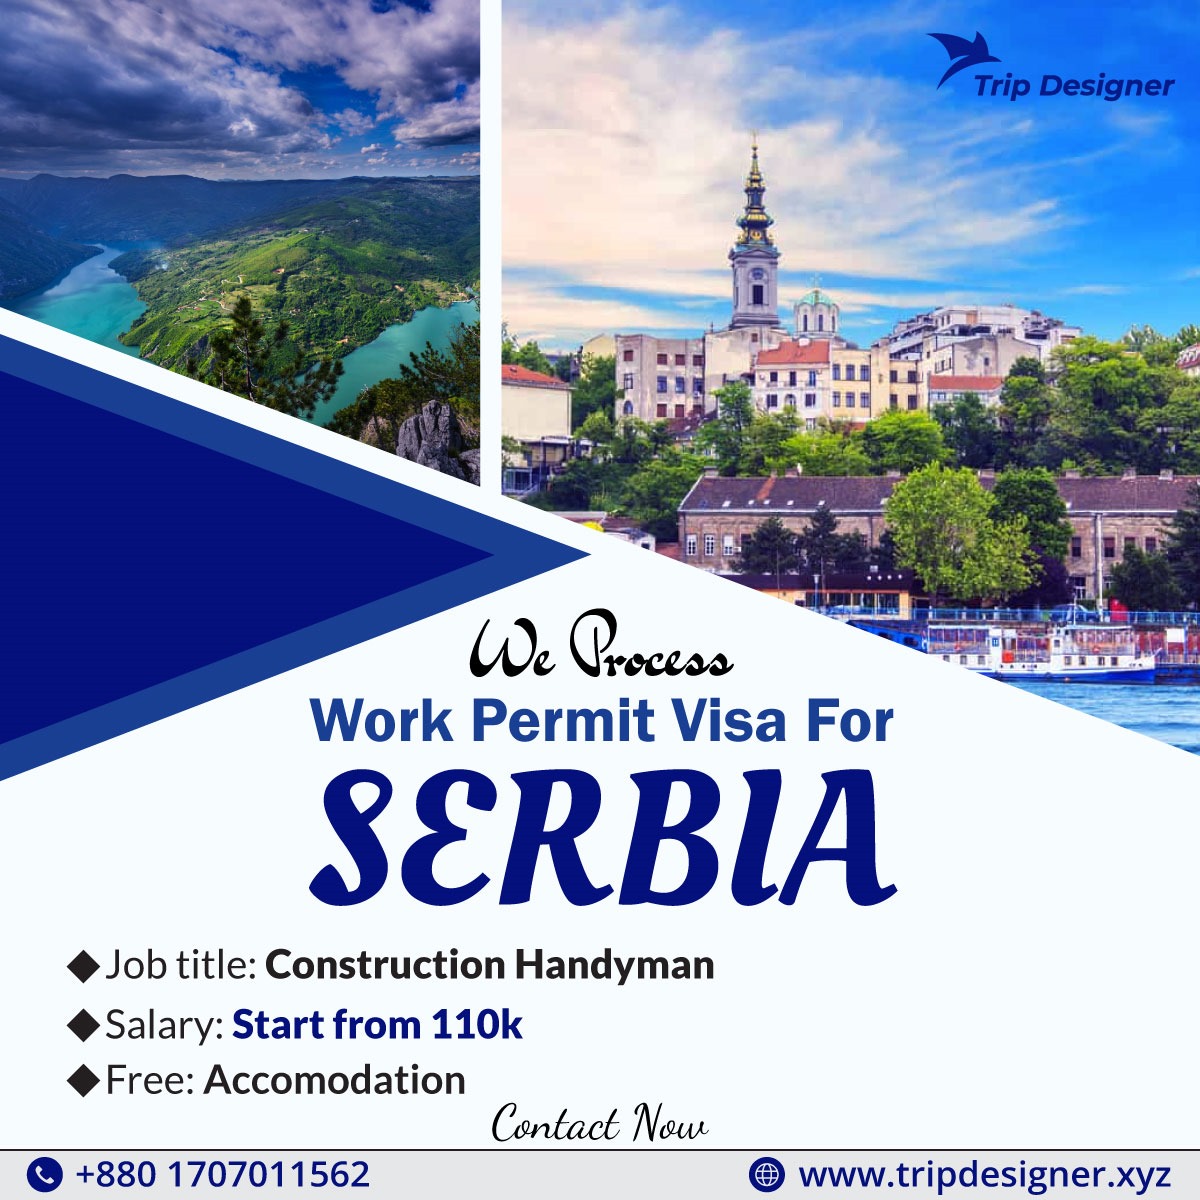 Trip Designer
We Process
Work Permit Visa For
SERBIA
Job title: Construction Handyman
Salary: Start from 110k
Free: Accomodation
Contact Now
+880 1707011562
www.tripdesigner.xyz